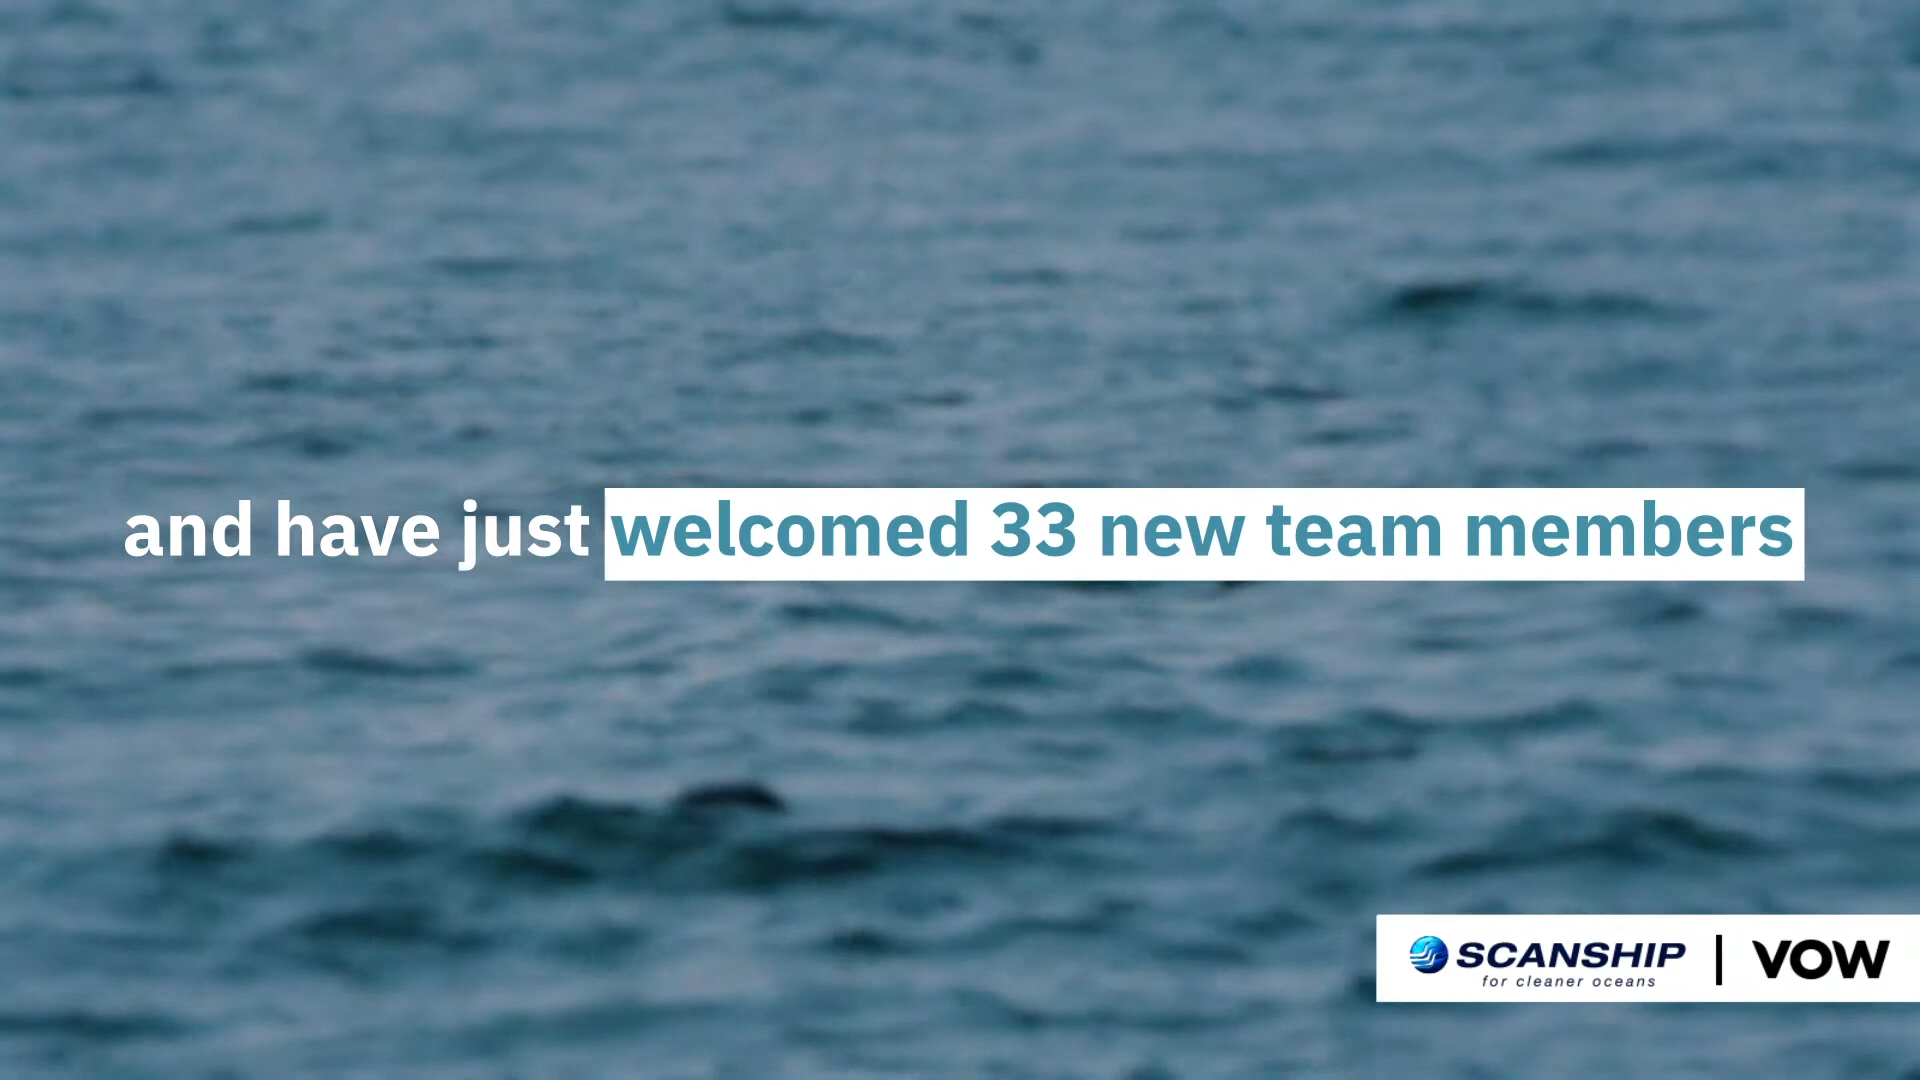 and have just welcomed 33 new team members
SCANSHIP | VOW
for cleaner oceans